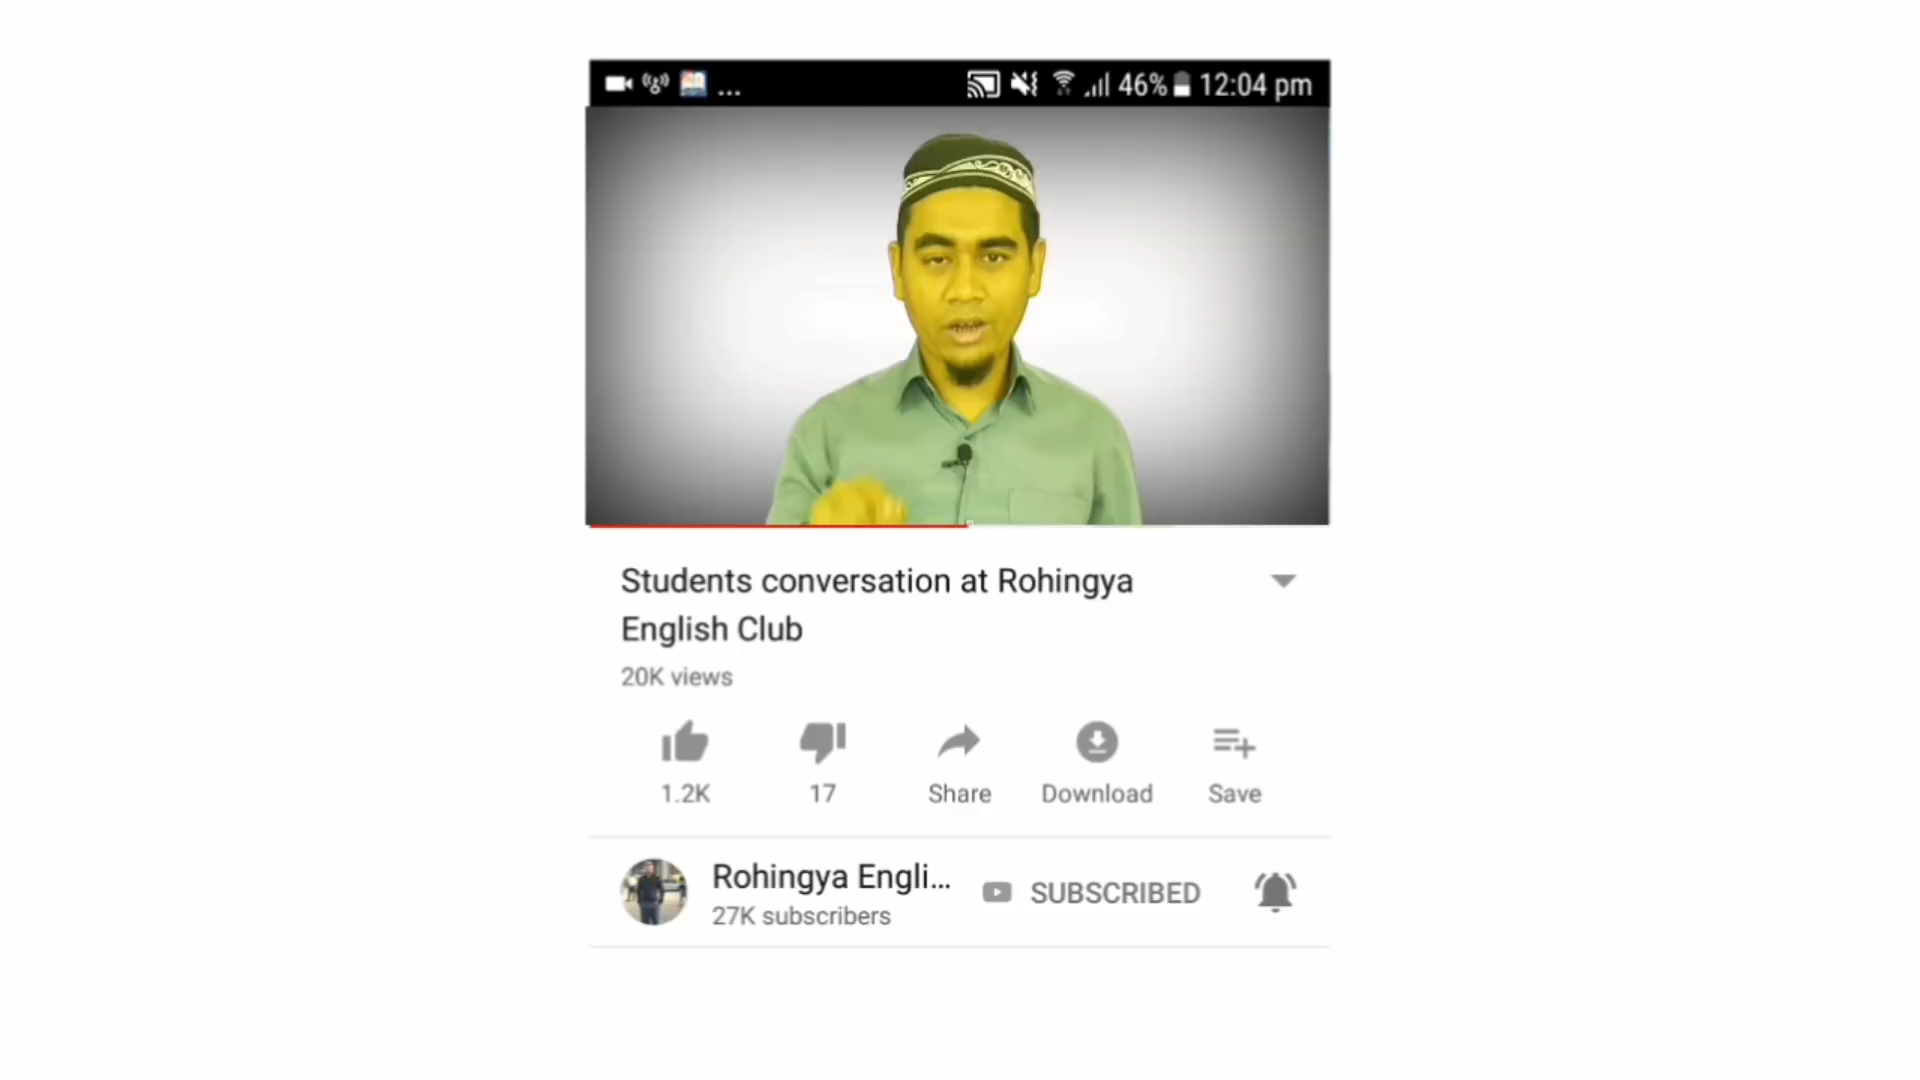 ... 46% 12:04 pm
Students conversation at Rohingya
English Club
20K views
1.2K 17 Share Download Save
Rohingya Engli... SUBSCRIBED
27K subscribers